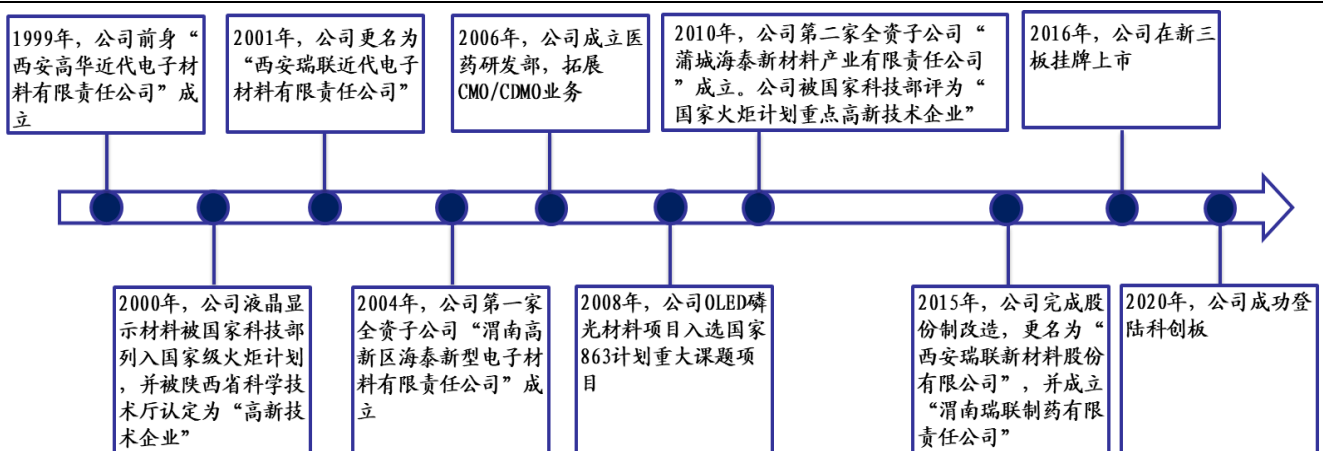 1999年，公司前身“
西安高华近代电子材
料有限责任公司”成
立
2001年，公司更名为
“西安瑞联近代电子
材料有限责任公司”
2006年，公司成立医
药研发部，拓展
CMO/CDMO业务
2010年，公司第二家全资子公司“
蒲城海泰新材料产业有限责任公司
”成立。公司被国家科技部评为“
国家火炬计划重点高新技术企业”
2016年，公司在新三
板挂牌上市
2000年，公司液晶显
示材料被国家科技部
列入国家级火炬计划
，并被陕西省科学技
术厅认定为“高新技
术企业”
2004年，公司第一家
全资子公司“渭南高
新区海泰新型电子材
料有限责任公司”成
立
2008年，公司OLED磷
光材料项目入选国家
863计划重大课题项
目
2015年，公司完成股
份制改造，更名为“
西安瑞联新材料股份
有限公司”，并成立
“渭南瑞联制药有限
责任公司”
2020年，公司成功登
陆科创板